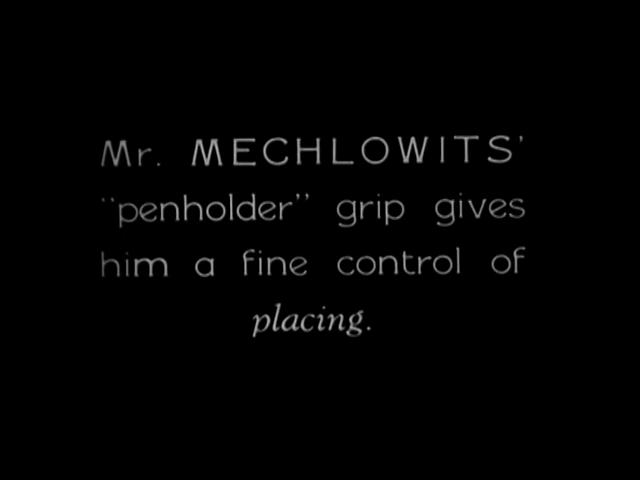 Mr. MECHLOWITS'
"penholder" grip gives
him a fine control of
placing.